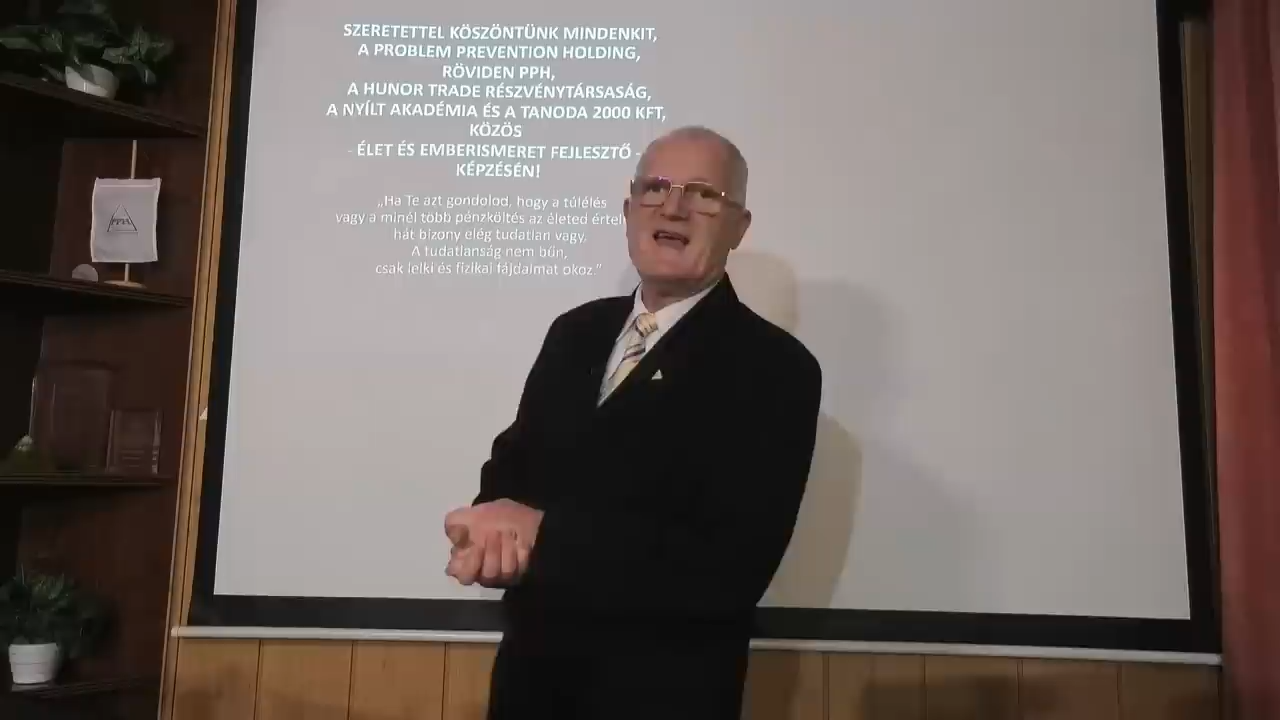 SZERETETTEL KÖSZÖNTÜNK MINDENKIT,
A PROBLEM PREVENTION HOLDING,
RÖVIDEN PPH,
A HUNOR TRADE RÉSZVÉNYTÁRSASÁG,
A NYÍLT AKADÉMIA ÉS A TANODA 2000 KFT,
KÖZÖS
- ÉLET ÉS EMBERISMERET FEJLESZTŐ -
KÉPZÉSÉN!
„Ha Te azt gondolod, hogy a túlélés
vagy a minél több pénzköltés az életed értel
hát bizony elég tudatlan vagy,
A tudatlanság nem bűn,
csak lelki és fizikai fájdalmat okoz."